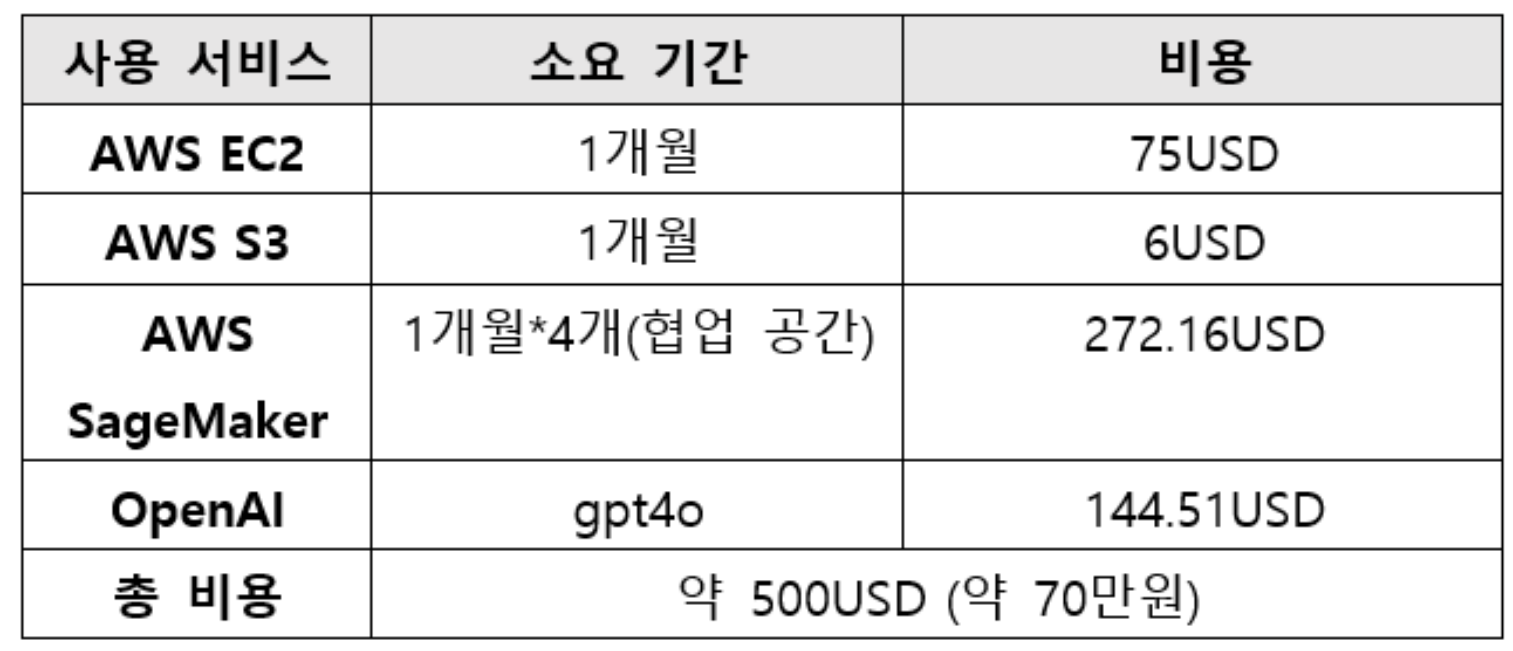 사용 서비스 소요 기간 비용
AWS EC2 1개월 75USD
AWS S3 1개월 6USD
AWS 1개월*4개(협업 공간) 272.16USD
SageMaker
OpenAI gpt4o 144.51USD
총 비용 약 500USD (약 70만원)